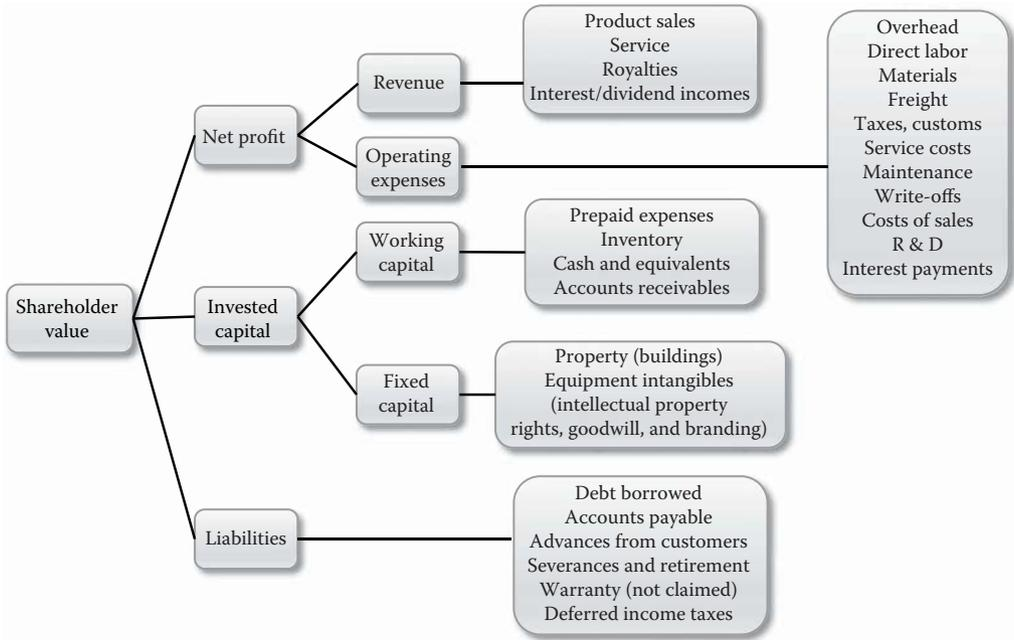 Shareholder
value
Net profit
Revenue
Product sales
Service
Royalties
Interest/dividend incomes
Operating
expenses
Overhead
Direct labor
Materials
Freight
Taxes, customs
Service costs
Maintenance
Write-offs
Costs of sales
R & D
Interest payments
Invested
capital
Working
capital
Prepaid expenses
Inventory
Cash and equivalents
Accounts receivables
Fixed
capital
Property (buildings)
Equipment intangibles
(intellectual property
rights, goodwill, and branding)
Liabilities
Debt borrowed
Accounts payable
Advances from customers
Severances and retirement
Warranty (not claimed)
Deferred income taxes